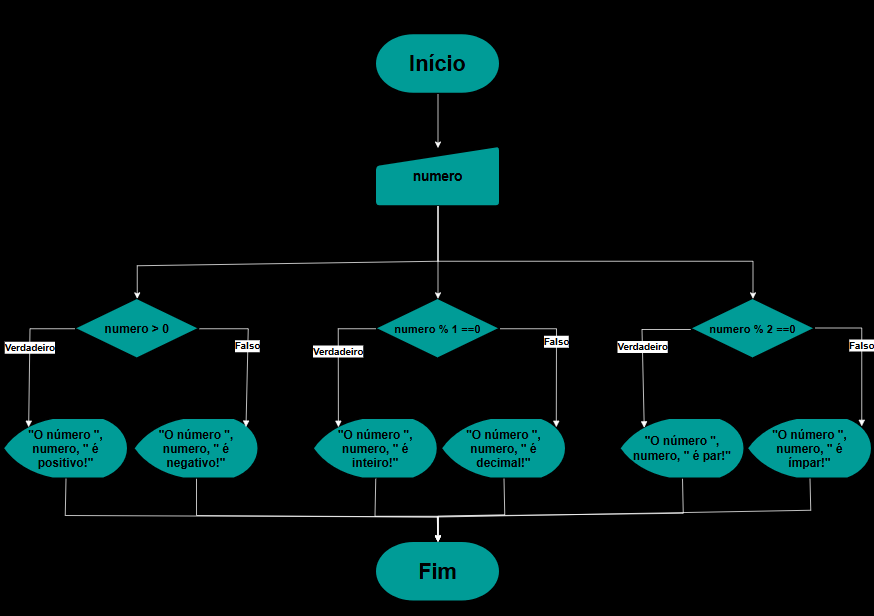 Início
numero
numero > 0
numero % 1 ==0
numero % 2 ==0
Verdadeiro
Falso
Verdadeiro
Falso
Verdadeiro
Falso
"O número ",
numero, " é
positivo!"
"O número ",
numero, " é
negativo!"
"O número ",
numero, " é
inteiro!"
"O número ",
numero, " é
decimal!"
"O número ",
numero, " é par!"
"O número ",
numero, " é
ímpar!"
Fim